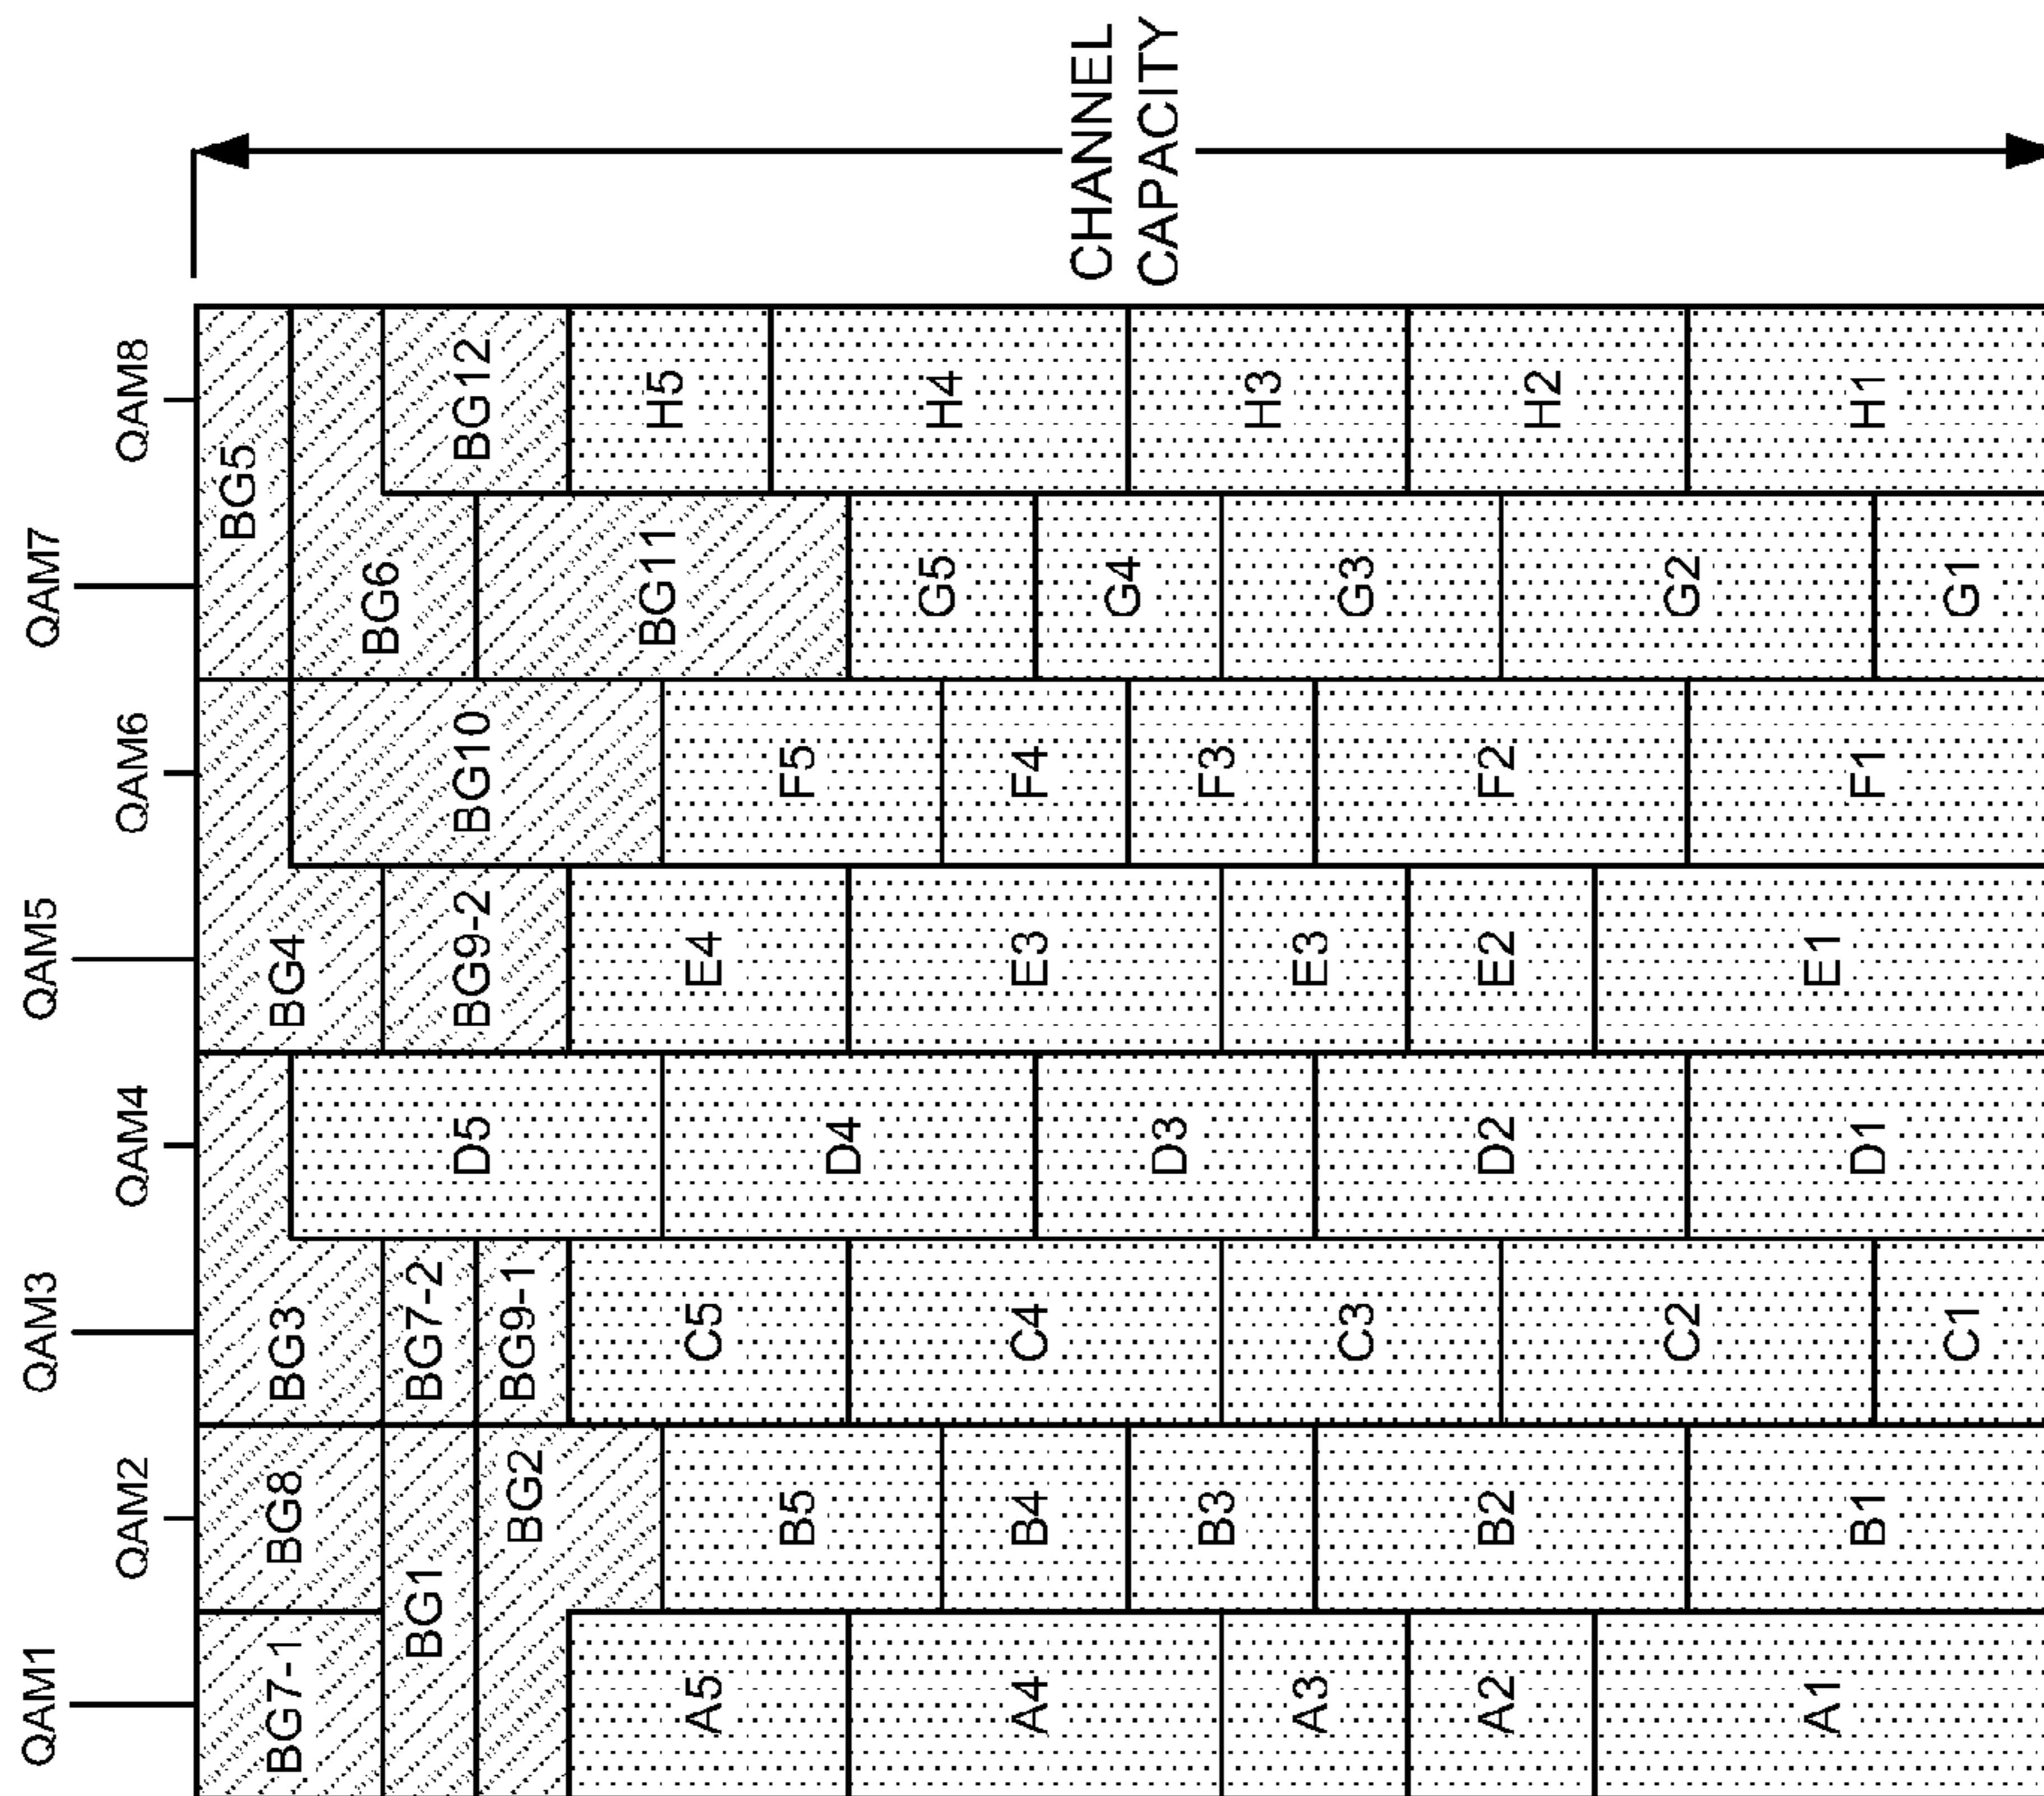 QAM1
QAM2
QAM3
QAM4
QAM5
QAM6
QAM7
QAM8
BG7-1
BG1
A5
A4
A3
A2
A1
BG8
BG2
B5
B4
B3
B2
B1
BG3
BG7-2
BG9-1
C5
C4
C3
C2
C1
D5
D4
D3
D2
D1
BG4
BG9-2
E4
E3
E3
E2
E1
BG10
F5
F4
F3
F2
F1
BG5
BG6
BG11
G5
G4
G3
G2
G1
BG12
H5
H4
H3
H2
H1
CHANNEL
CAPACITY